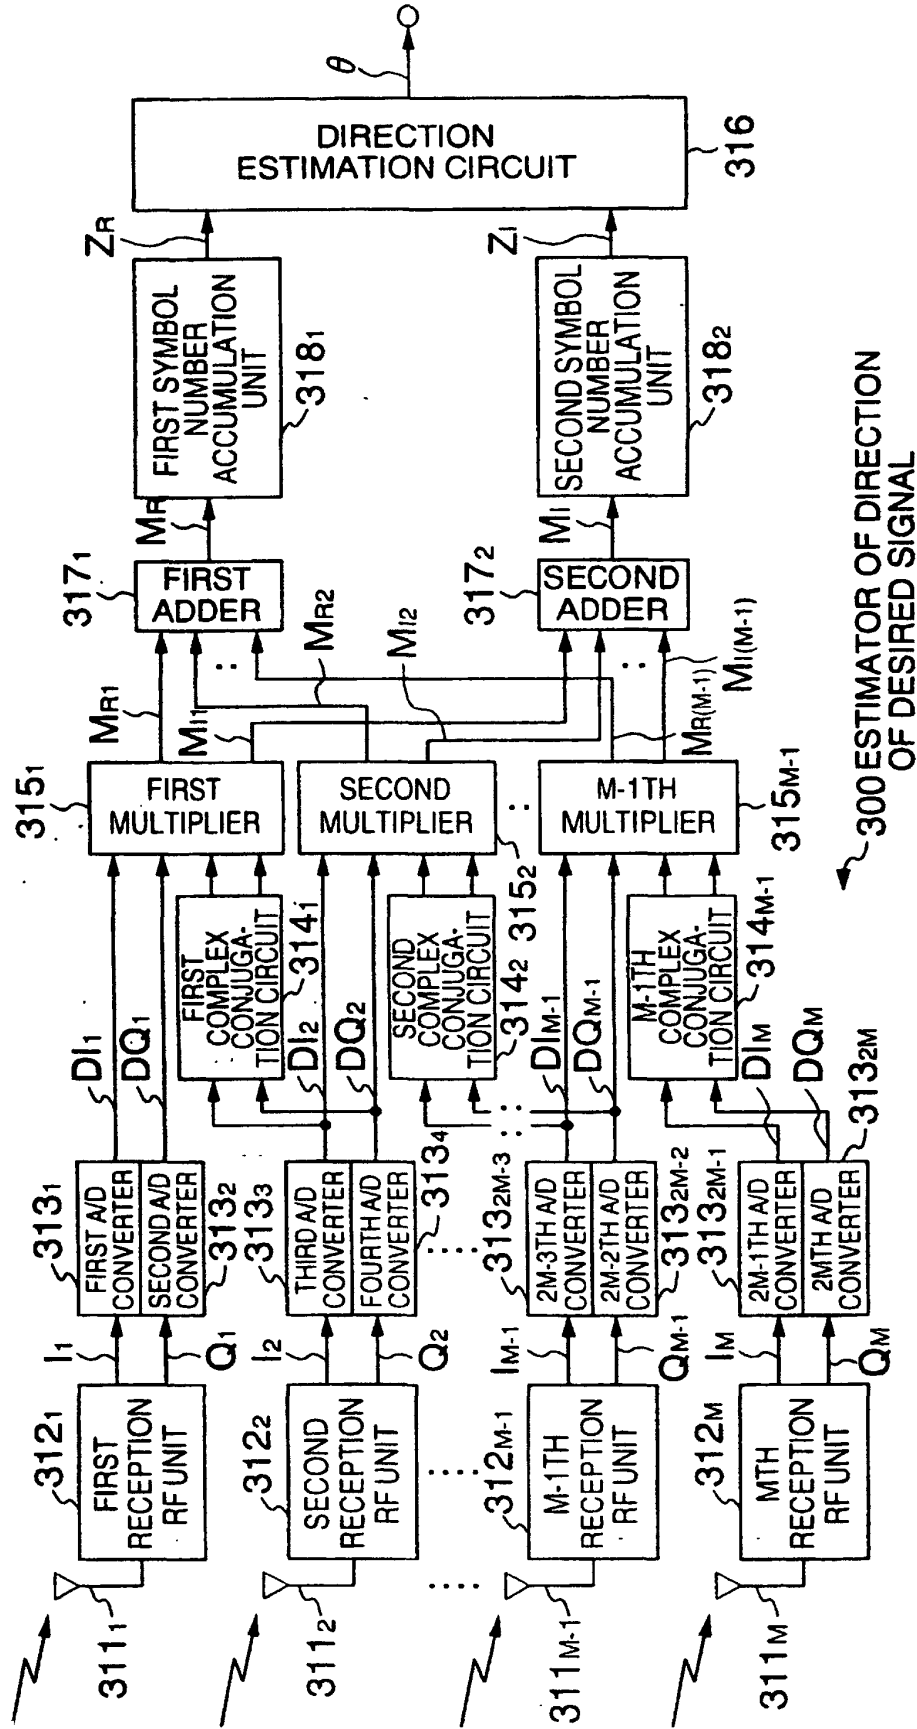 311₁
311₂
311M-1
311M
312₁
FIRST
RECEPTION
RF UNIT
312₂
SECOND
RECEPTION
RF UNIT
312M-1
M-1TH
RECEPTION
RF UNIT
312M
MTH
RECEPTION
RF UNIT
I₁
Q₁
I₂
Q₂
IM-1
QM-1
IM
QM
313₁
FIRST A/D
CONVERTER
SECOND A/D
CONVERTER
313₂
313₃
THIRD A/D
CONVERTER
FOURTH A/D
CONVERTER
313₄
313₂M-3
2M-3TH A/D
CONVERTER
2M-2TH A/D
CONVERTER
313₂M-2
313₂M-1
2M-1TH A/D
CONVERTER
2MTH A/D
CONVERTER
313₂M
DI₁
DQ₁
DI₂
DQ₂
DIM-1
DQM-1
DIM
DQM
FIRST
COMPLEX
CONJUGA-
TION CIRCUIT
314₁
SECOND
COMPLEX
CONJUGA-
TION CIRCUIT
314₂
M-1TH
COMPLEX
CONJUGA-
TION CIRCUIT
314M-1
315₁
FIRST
MULTIPLIER
SECOND
MULTIPLIER
315₂
M-1TH
MULTIPLIER
315M-1
MR1
MI1
MR2
MI2
MR(M-1)
MI(M-1)
317₁
FIRST
ADDER
317₂
SECOND
ADDER
MR
MI
FIRST SYMBOL
NUMBER
ACCUMULATION
UNIT
318₁
SECOND SYMBOL
NUMBER
ACCUMULATION
UNIT
318₂
ZR
ZI
DIRECTION
ESTIMATION CIRCUIT
316
θ
300 ESTIMATOR OF DIRECTION
OF DESIRED SIGNAL